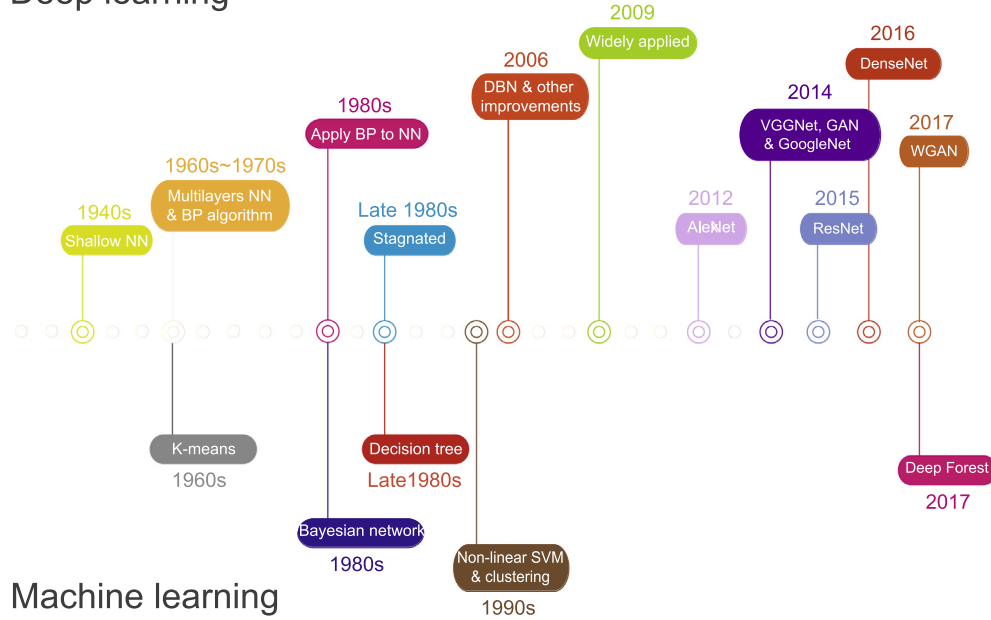 Deep learning
2009
Widely applied
2016
DenseNet
2006
DBN & other
improvements
2014
VGGNet, GAN
& GoogleNet
1980s
Apply BP to NN
2017
WGAN
1960s~1970s
Multilayers NN
& BP algorithm
1940s
Shallow NN
Late 1980s
Stagnated
2012
AlexNet
2015
ResNet
K-means
1960s
Decision tree
Late1980s
Deep Forest
2017
Bayesian network
1980s
Non-linear SVM
& clustering
1990s
Machine learning